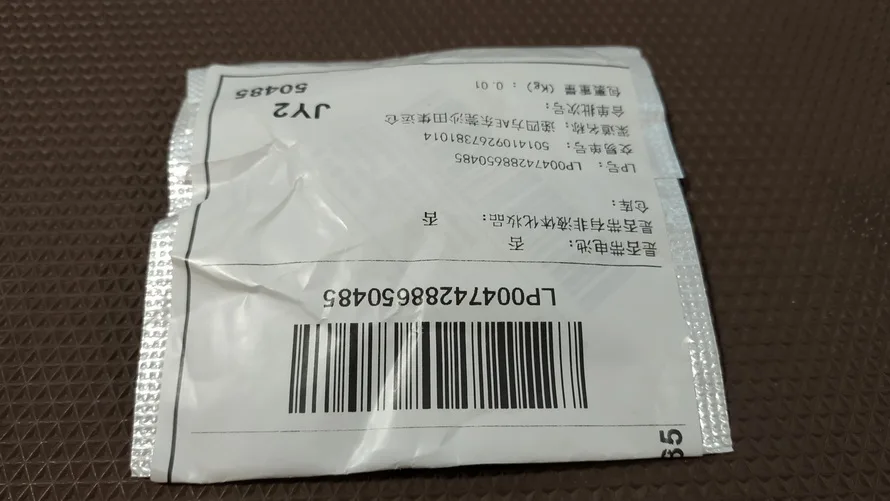 85
LP00474288650485
是否带电池: 否
是否带有非液体化妆品: 否
仓库:
LP号: LP00474288650485
交易单号: 5014109267381014
渠道名称: 递四方AE东莞沙田集运仓
合单批次号:
JY2
包裹重量 (Kg) : 0.01
50485